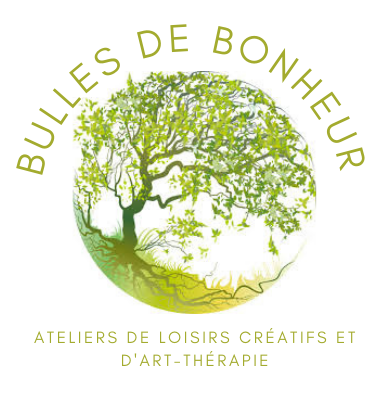 BULLES DE BONHEUR
ATELIERS DE LOISIRS CRÉATIFS ET
D'ART-THÉRAPIE